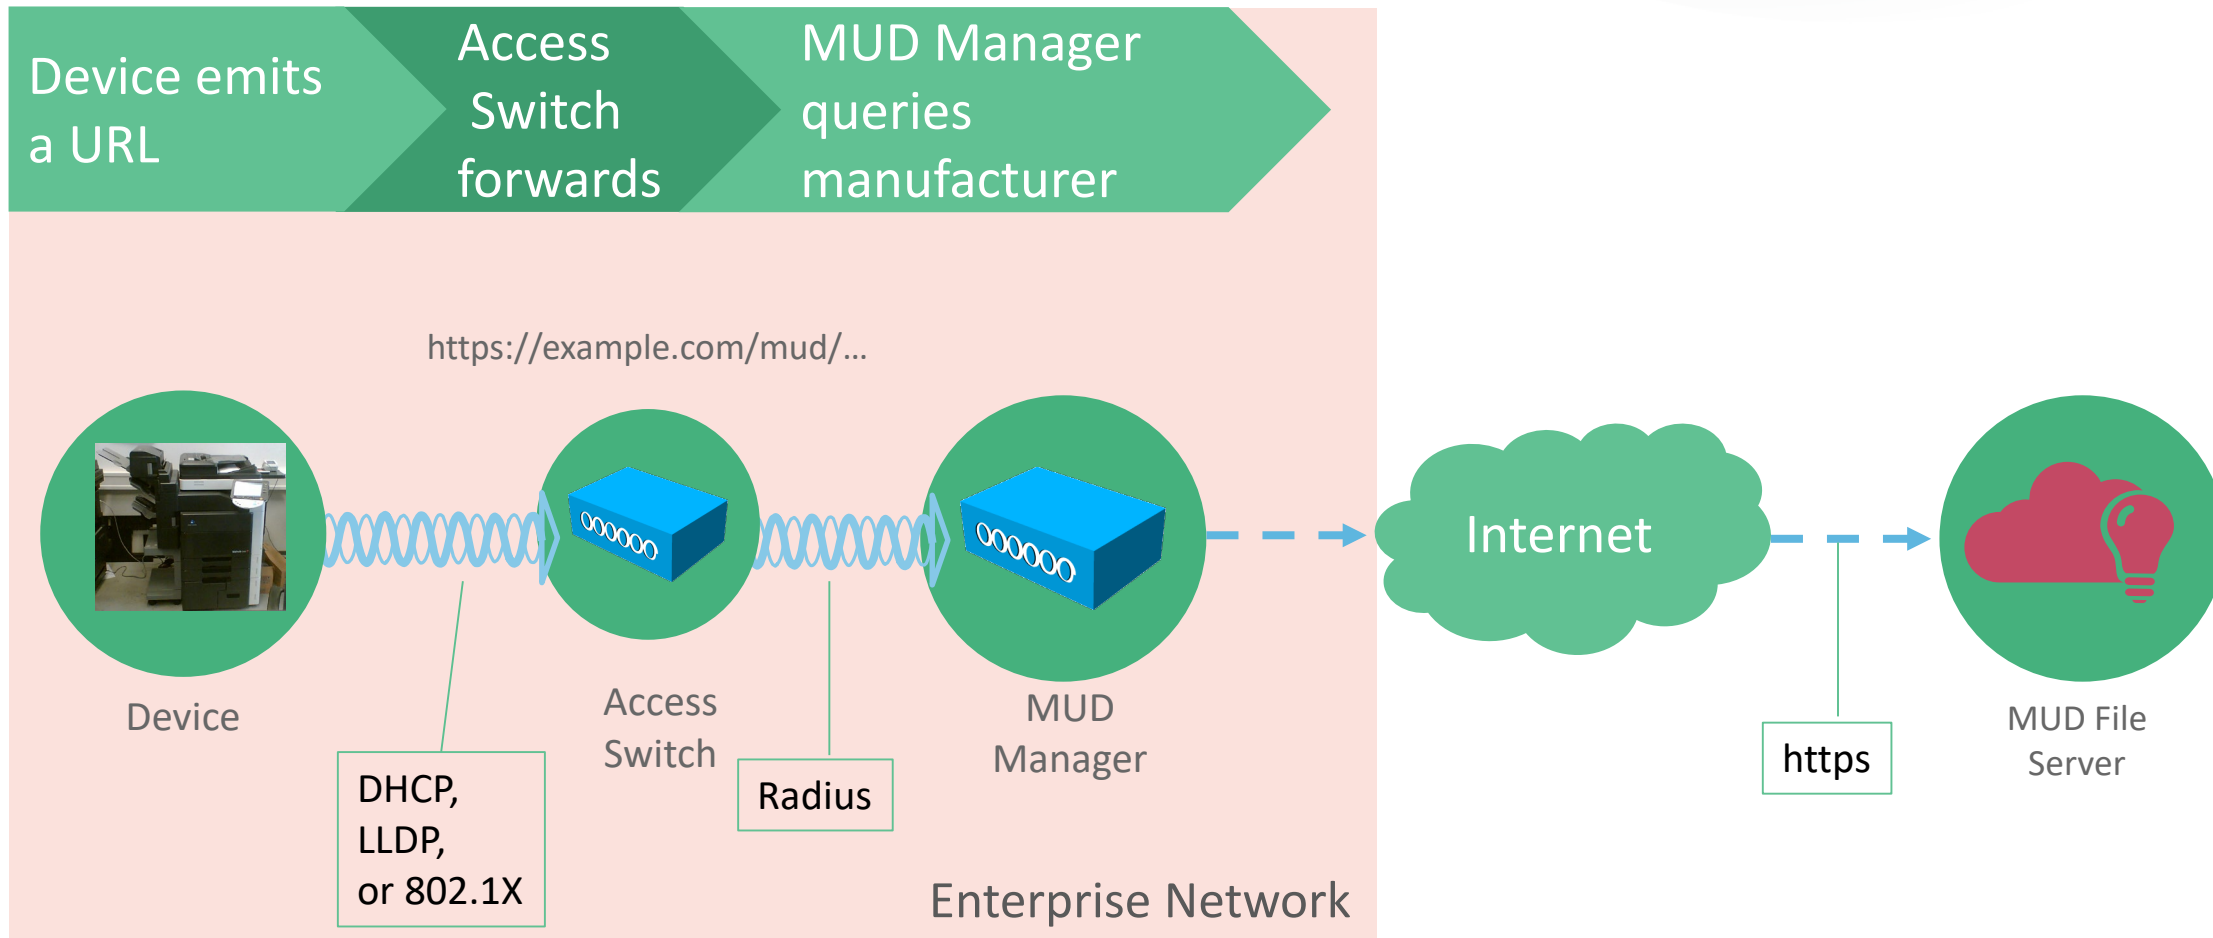 Device emits
a URL
Access
Switch
forwards
MUD Manager
queries
manufacturer
https://example.com/mud/…
Internet
Device
Access
Switch
MUD
Manager
MUD File
Server
DHCP,
LLDP,
or 802.1X
Radius
https
Enterprise Network